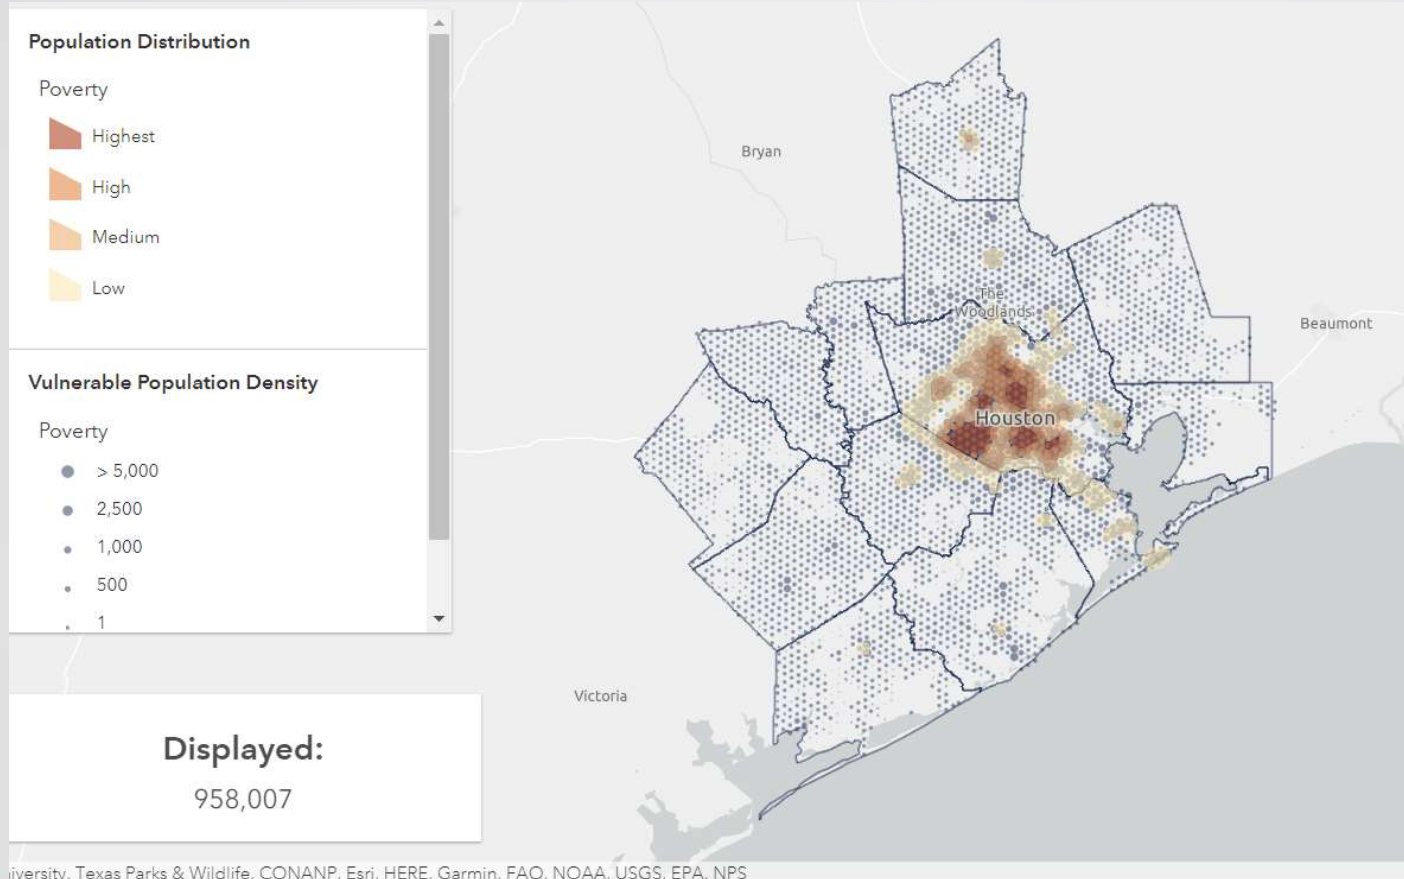 Population Distribution
Poverty
Highest
High
Medium
Low
Vulnerable Population Density
Poverty
> 5,000
2,500
1,000
500
1
Displayed:
958,007
Bryan
The
Woodlands
Beaumont
Houston
Victoria
iversity, Texas Parks & Wildlife, CONANP, Esri, HERE, Garmin, FAO, NOAA, USGS, EPA, NPS